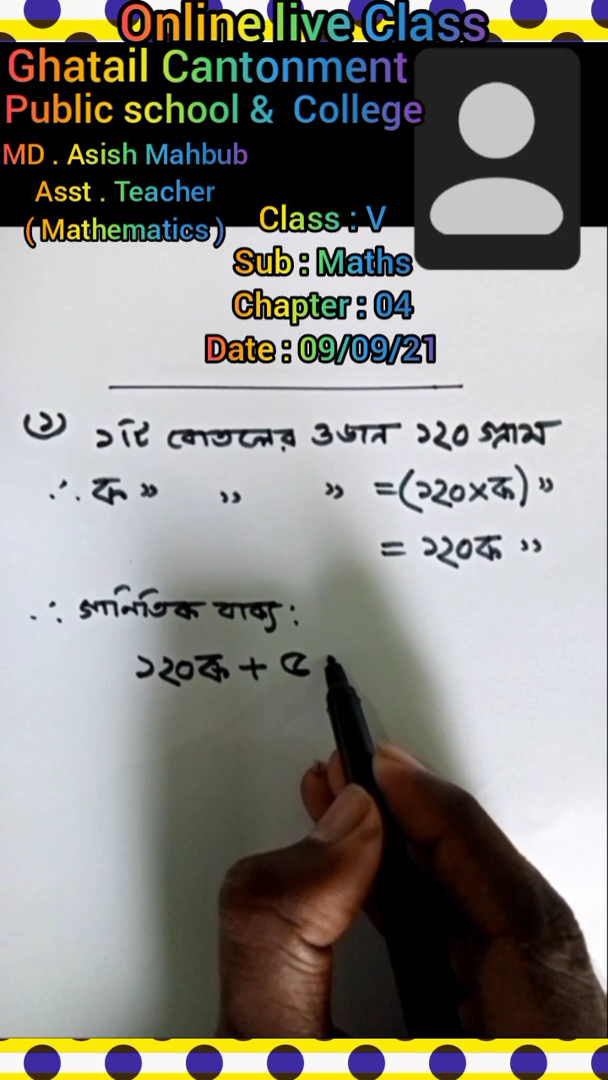 Online live Class
Ghatail Cantonment
Public school & College
MD . Asish Mahbub
Asst . Teacher
( Mathematics )
Class : V
Sub : Maths
Chapter : 04
Date : 09/09/21
(১) ১টি বোতলের ওজন ১২০ গ্রাম
∴ ক " " " =(১২০×ক) "
= ১২০ক "
∴ গানিতিক বাক্য :
১২০ক + ৫